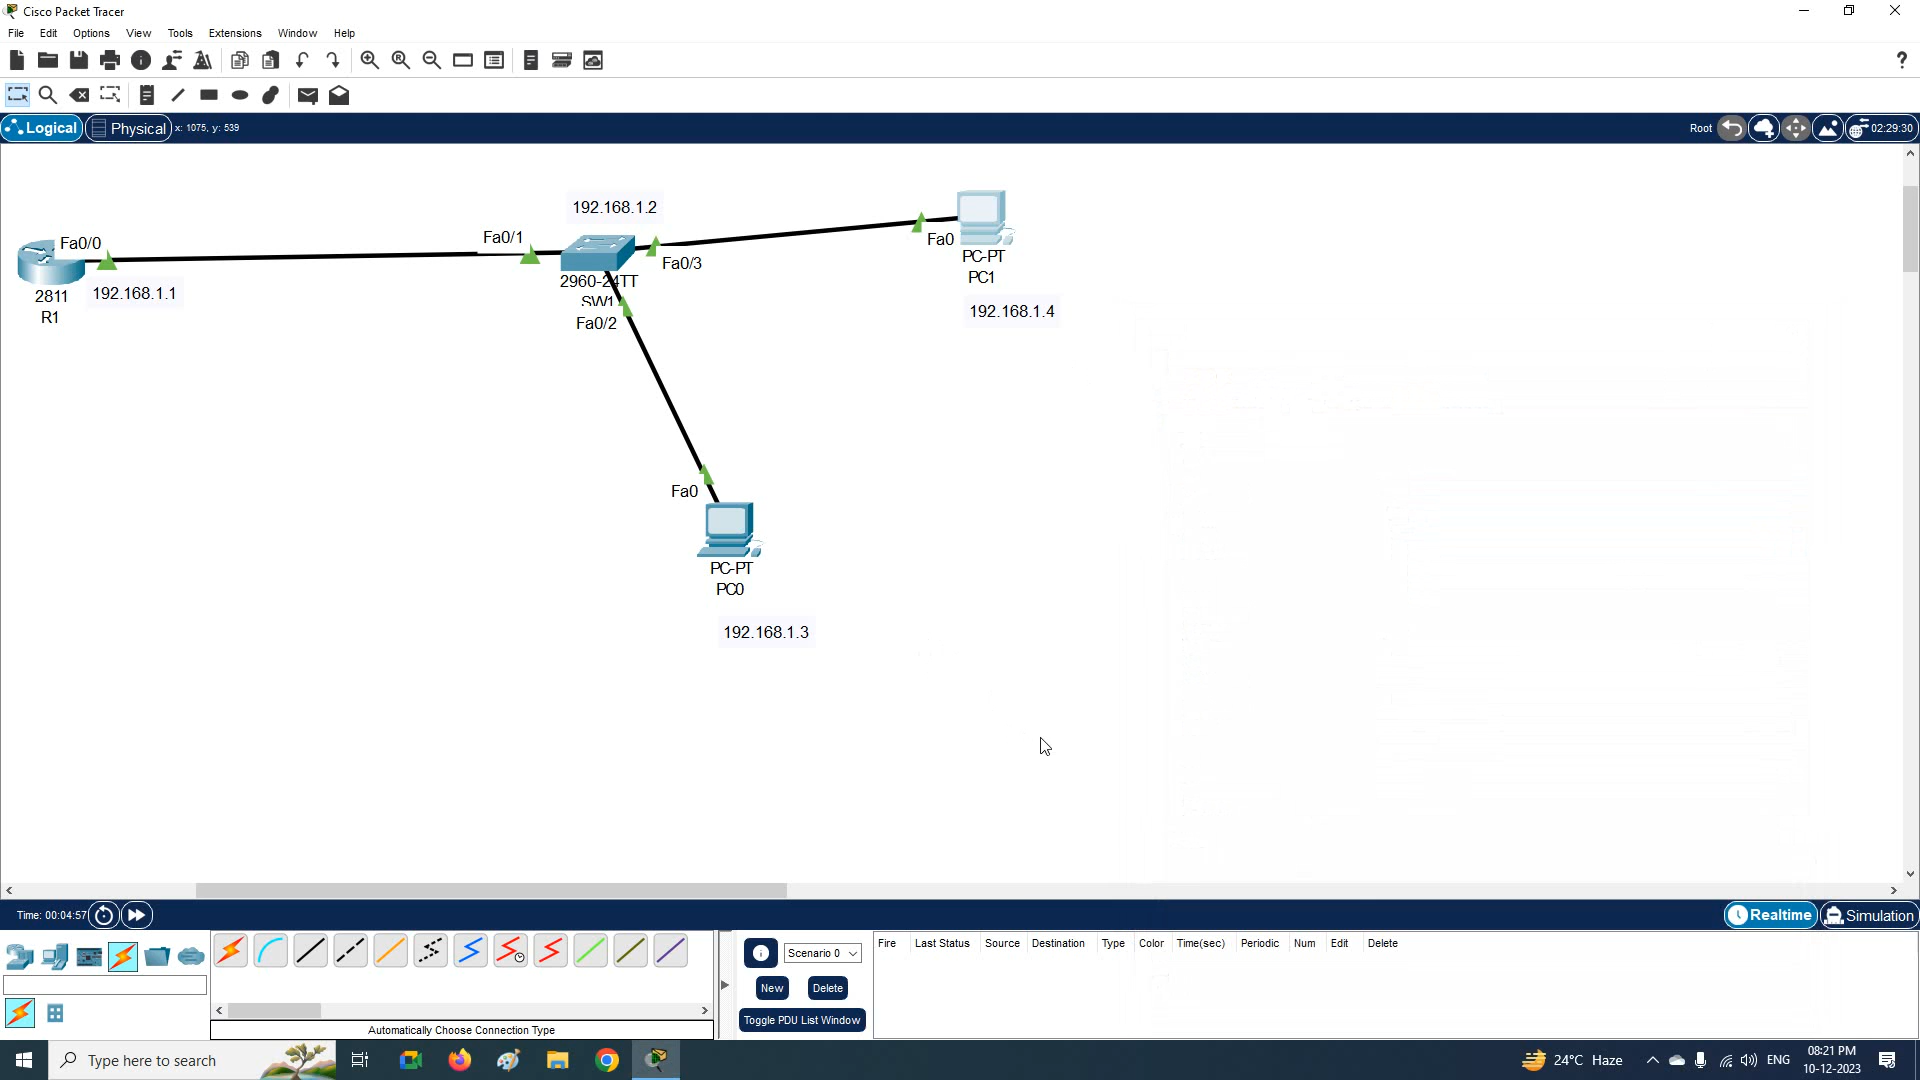 Cisco Packet Tracer
File Edit Options View Tools Extensions Window Help
Logical Physical x: 1075, y: 539 Root 02:29:30
192.168.1.2
Fa0/0 Fa0/1 Fa0
192.168.1.1 2960-24TT Fa0/3 PC-PT
2811 SW1 PC1
R1 Fa0/2 192.168.1.4
Fa0
PC-PT
PC0
192.168.1.3
Time: 00:04:57 Realtime Simulation
Scenario 0 Fire Last Status Source Destination Type Color Time(sec) Periodic Num Edit Delete
New Delete
Toggle PDU List Window
Automatically Choose Connection Type
Type here to search 24°C Haze ENG 08:21 PM
10-12-2023